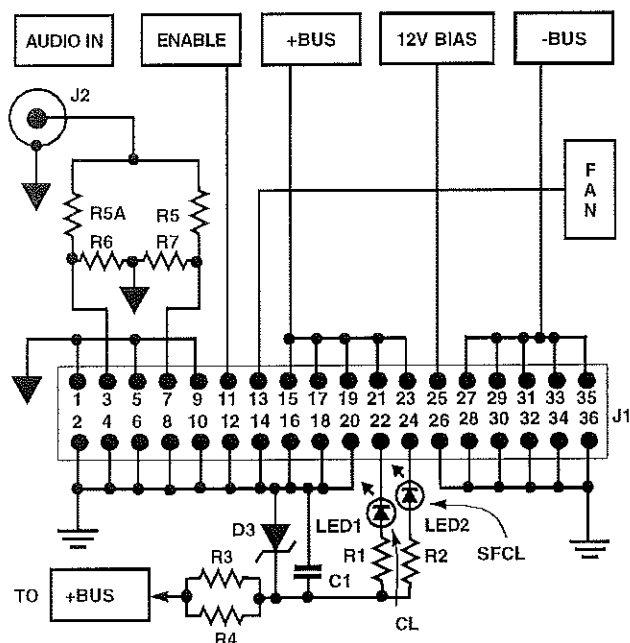 AUDIO IN ENABLE +BUS 12V BIAS -BUS
J2
FAN
R5A R5
R6 R7
1 3 5 7 9 11 13 15 17 19 21 23 25 27 29 31 33 35
2 4 6 8 10 12 14 16 18 20 22 24 26 28 30 32 34 36
J1
D3 LED1 LED2
R3 C1 R1 R2 SFCL
TO +BUS
R4 CL